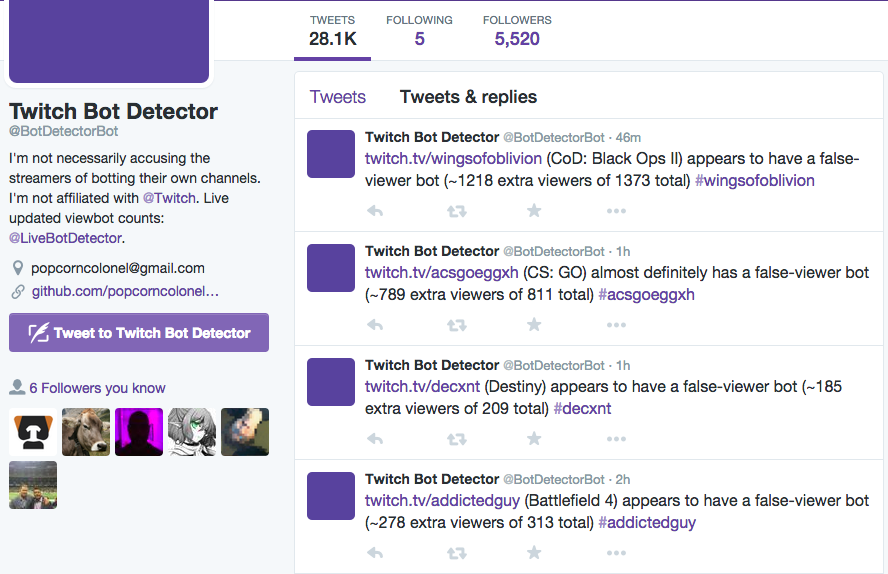 TWEETS FOLLOWING FOLLOWERS
28.1K 5 5,520
Twitch Bot Detector
@BotDetectorBot
I'm not necessarily accusing the
streamers of botting their own channels.
I'm not affiliated with @Twitch. Live
updated viewbot counts:
@LiveBotDetector.
popcorncolonel@gmail.com
github.com/popcorncolonel…
Tweet to Twitch Bot Detector
6 Followers you know
Tweets Tweets & replies
Twitch Bot Detector @BotDetectorBot · 46m
twitch.tv/wingsofoblivion (CoD: Black Ops II) appears to have a false-
viewer bot (~1218 extra viewers of 1373 total) #wingsofoblivion
Twitch Bot Detector @BotDetectorBot · 1h
twitch.tv/acsgoeggxh (CS: GO) almost definitely has a false-viewer bot
(~789 extra viewers of 811 total) #acsgoeggxh
Twitch Bot Detector @BotDetectorBot · 1h
twitch.tv/decxnt (Destiny) appears to have a false-viewer bot (~185
extra viewers of 209 total) #decxnt
Twitch Bot Detector @BotDetectorBot · 2h
twitch.tv/addictedguy (Battlefield 4) appears to have a false-viewer bot
(~278 extra viewers of 313 total) #addictedguy